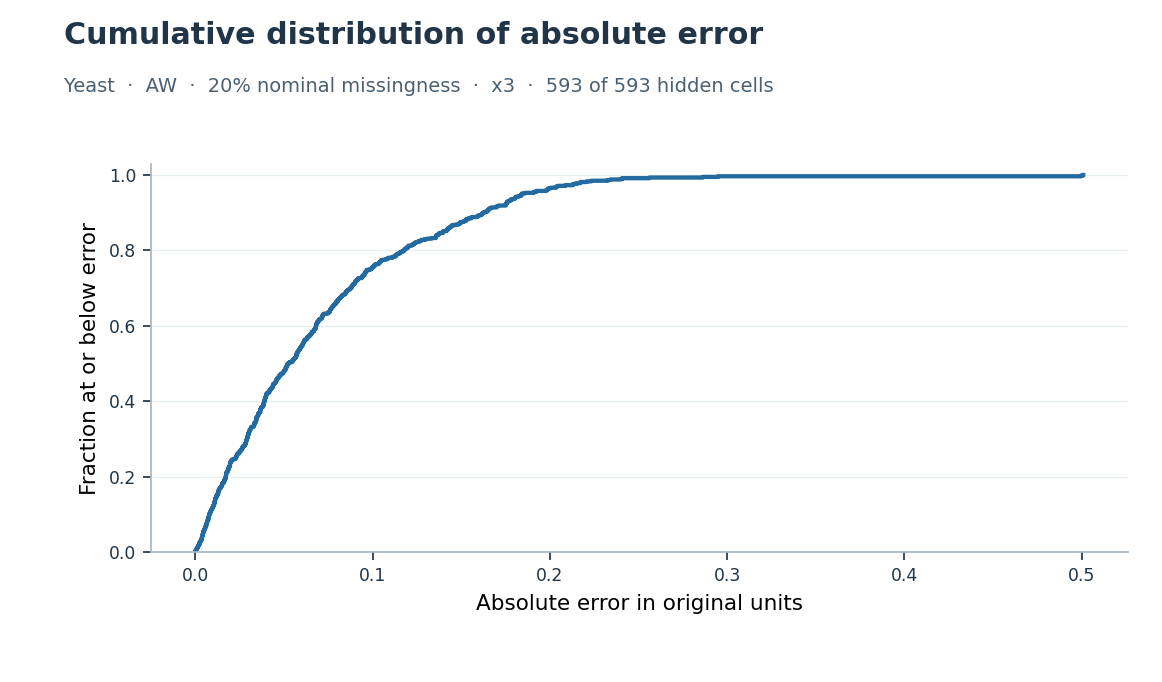 Cumulative distribution of absolute error
Yeast · AW · 20% nominal missingness · x3 · 593 of 593 hidden cells
Fraction at or below error
1.0
0.8
0.6
0.4
0.2
0.0
0.0 0.1 0.2 0.3 0.4 0.5
Absolute error in original units